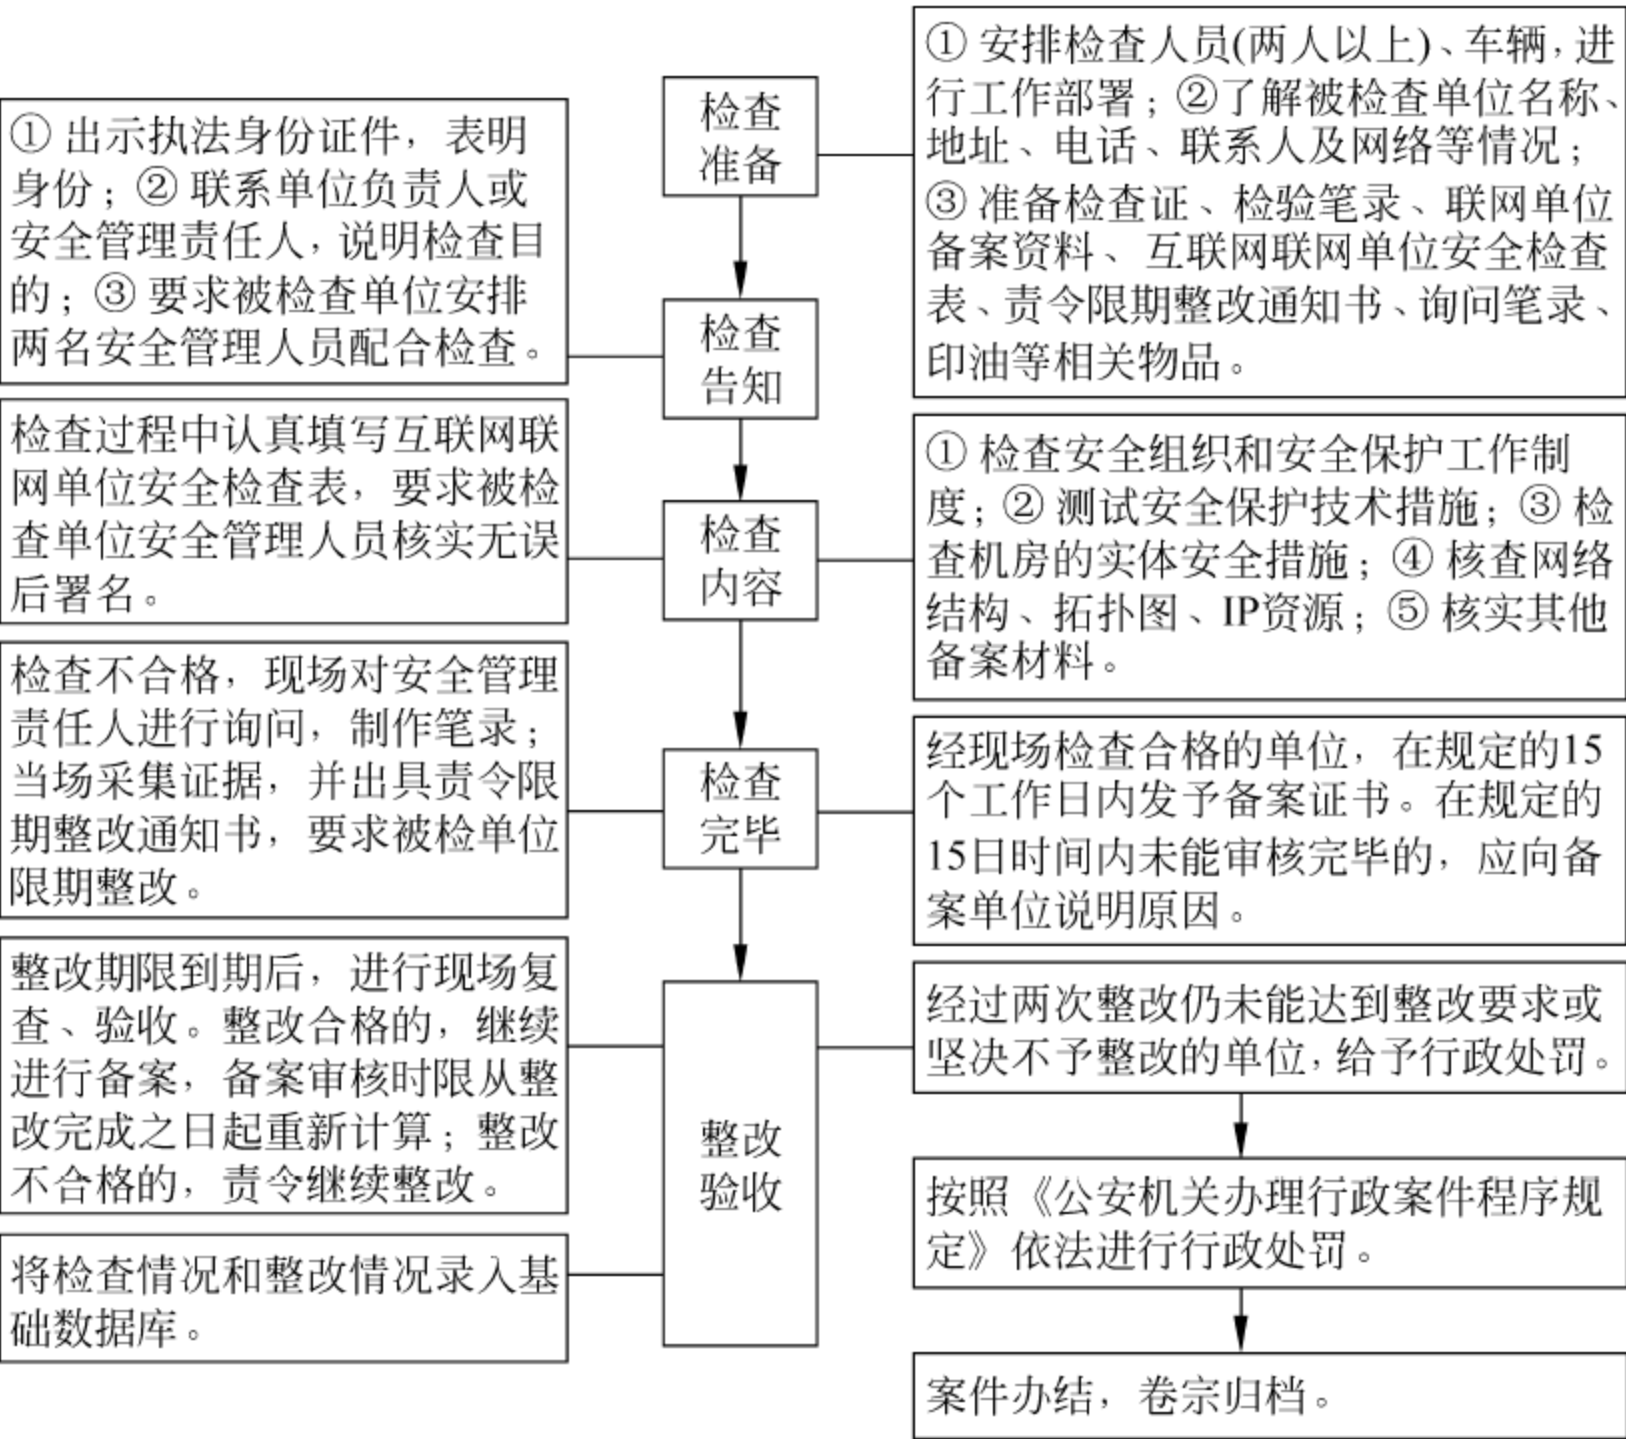 检查
准备
① 安排检查人员(两人以上)、车辆，进
行工作部署；②了解被检查单位名称、
地址、电话、联系人及网络等情况；
③ 准备检查证、检验笔录、联网单位
备案资料、互联网联网单位安全检查
表、责令限期整改通知书、询问笔录、
印油等相关物品。
① 出示执法身份证件，表明
身份；② 联系单位负责人或
安全管理责任人，说明检查目
的；③ 要求被检查单位安排
两名安全管理人员配合检查。
检查
告知
检查过程中认真填写互联网联
网单位安全检查表，要求被检
查单位安全管理人员核实无误
后署名。
检查
内容
① 检查安全组织和安全保护工作制
度；② 测试安全保护技术措施；③ 检
查机房的实体安全措施；④ 核查网络
结构、拓扑图、IP资源；⑤ 核实其他
备案材料。
检查不合格，现场对安全管理
责任人进行询问，制作笔录；
当场采集证据，并出具责令限
期整改通知书，要求被检单位
限期整改。
检查
完毕
经现场检查合格的单位，在规定的15
个工作日内发予备案证书。在规定的
15日时间内未能审核完毕的，应向备
案单位说明原因。
整改期限到期后，进行现场复
查、验收。整改合格的，继续
进行备案，备案审核时限从整
改完成之日起重新计算；整改
不合格的，责令继续整改。
整改
验收
经过两次整改仍未能达到整改要求或
坚决不予整改的单位，给予行政处罚。
按照《公安机关办理行政案件程序规
定》依法进行行政处罚。
将检查情况和整改情况录入基
础数据库。
案件办结，卷宗归档。